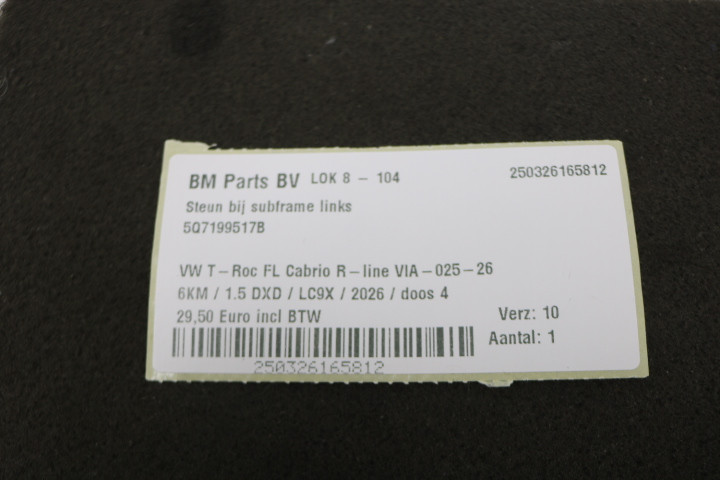 BM Parts BV LOK 8 - 104 250326165812
Steun bij subframe links
5Q7199517B
VW T-Roc FL Cabrio R-line VIA-025-26
6KM / 1.5 DXD / LC9X / 2026 / doos 4
29,50 Euro incl BTW Verz: 10
Aantal: 1
250326165812